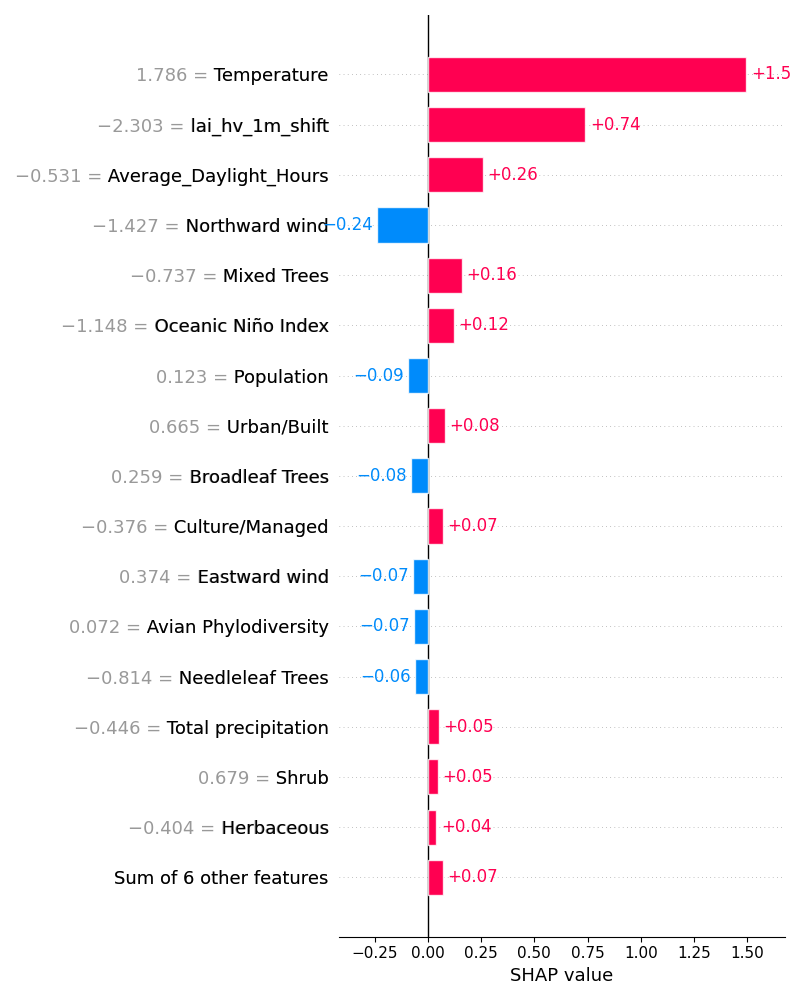 1.786 = Temperature +1.5
−2.303 = lai_hv_1m_shift +0.74
−0.531 = Average_Daylight_Hours +0.26
−1.427 = Northward wind −0.24
−0.737 = Mixed Trees +0.16
−1.148 = Oceanic Niño Index +0.12
0.123 = Population −0.09
0.665 = Urban/Built +0.08
0.259 = Broadleaf Trees −0.08
−0.376 = Culture/Managed +0.07
0.374 = Eastward wind −0.07
0.072 = Avian Phylodiversity −0.07
−0.814 = Needleleaf Trees −0.06
−0.446 = Total precipitation +0.05
0.679 = Shrub +0.05
−0.404 = Herbaceous +0.04
Sum of 6 other features +0.07
−0.25 0.00 0.25 0.50 0.75 1.00 1.25 1.50
SHAP value